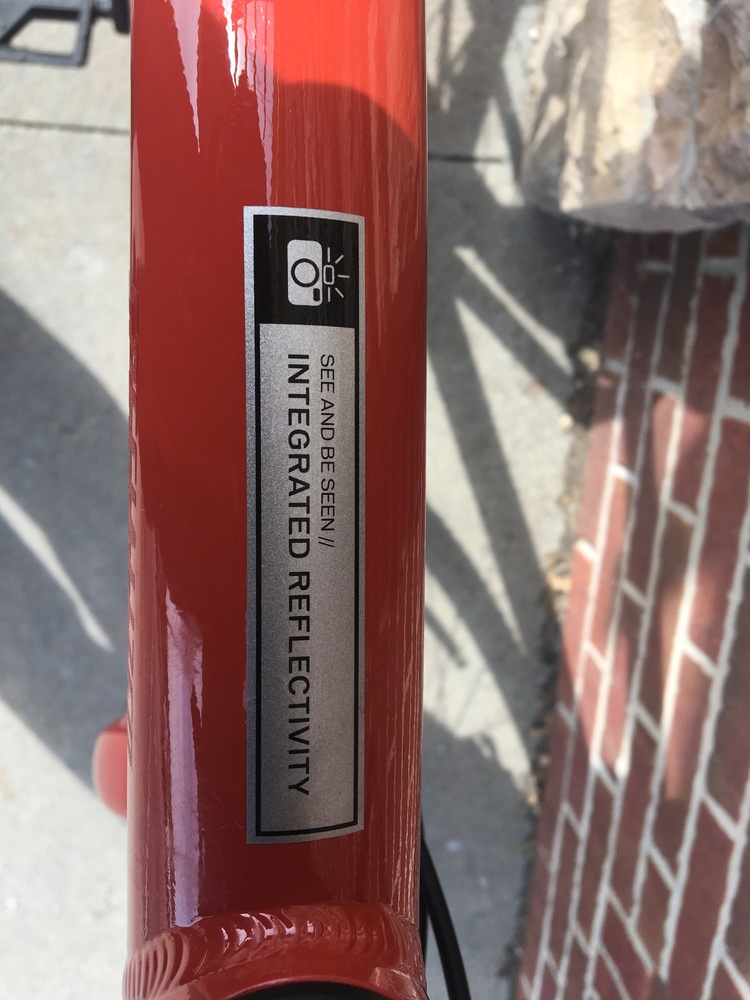 SEE AND BE SEEN //
INTEGRATED REFLECTIVITY